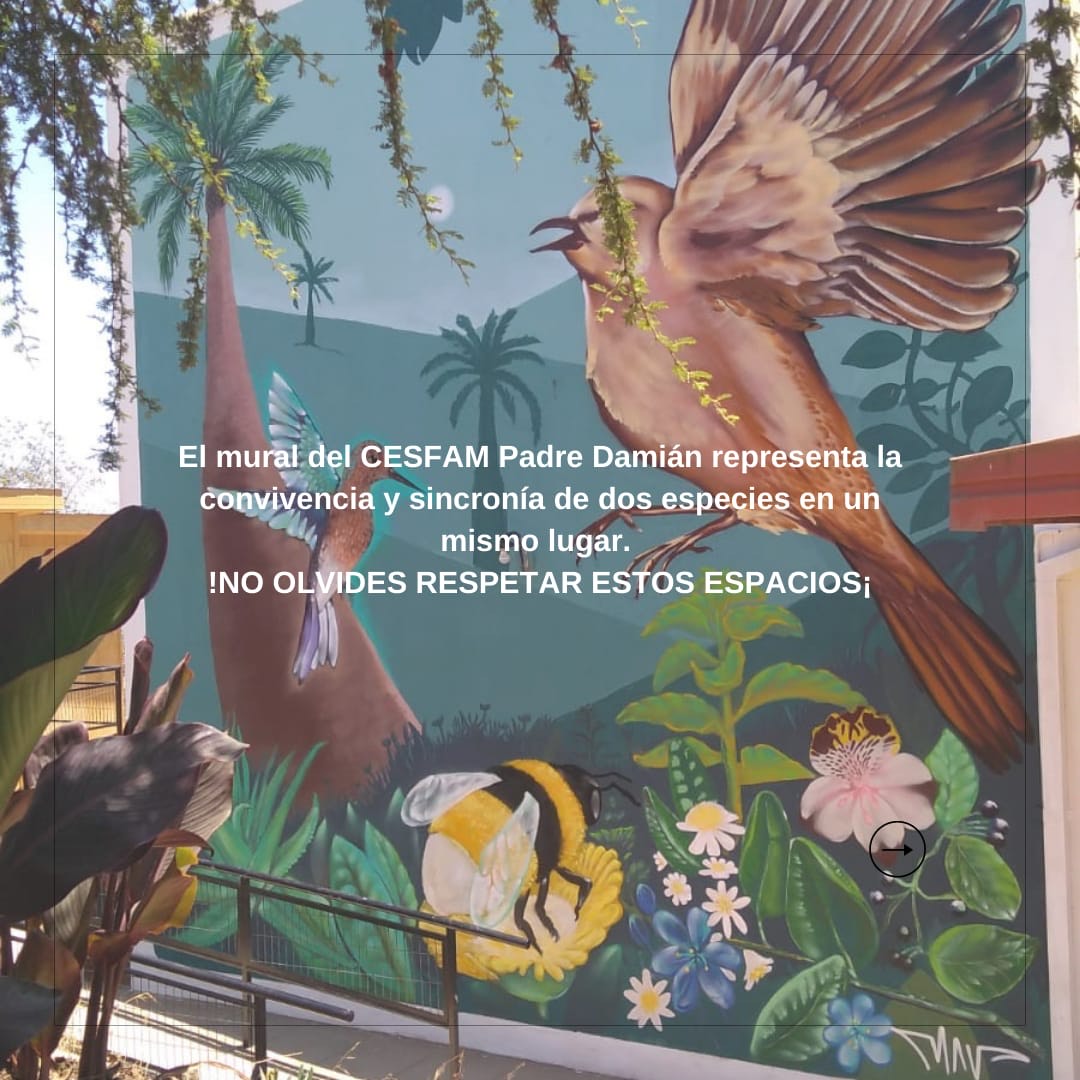 El mural del CESFAM Padre Damián representa la
convivencia y sincronía de dos especies en un
mismo lugar.
!NO OLVIDES RESPETAR ESTOS ESPACIOS¡